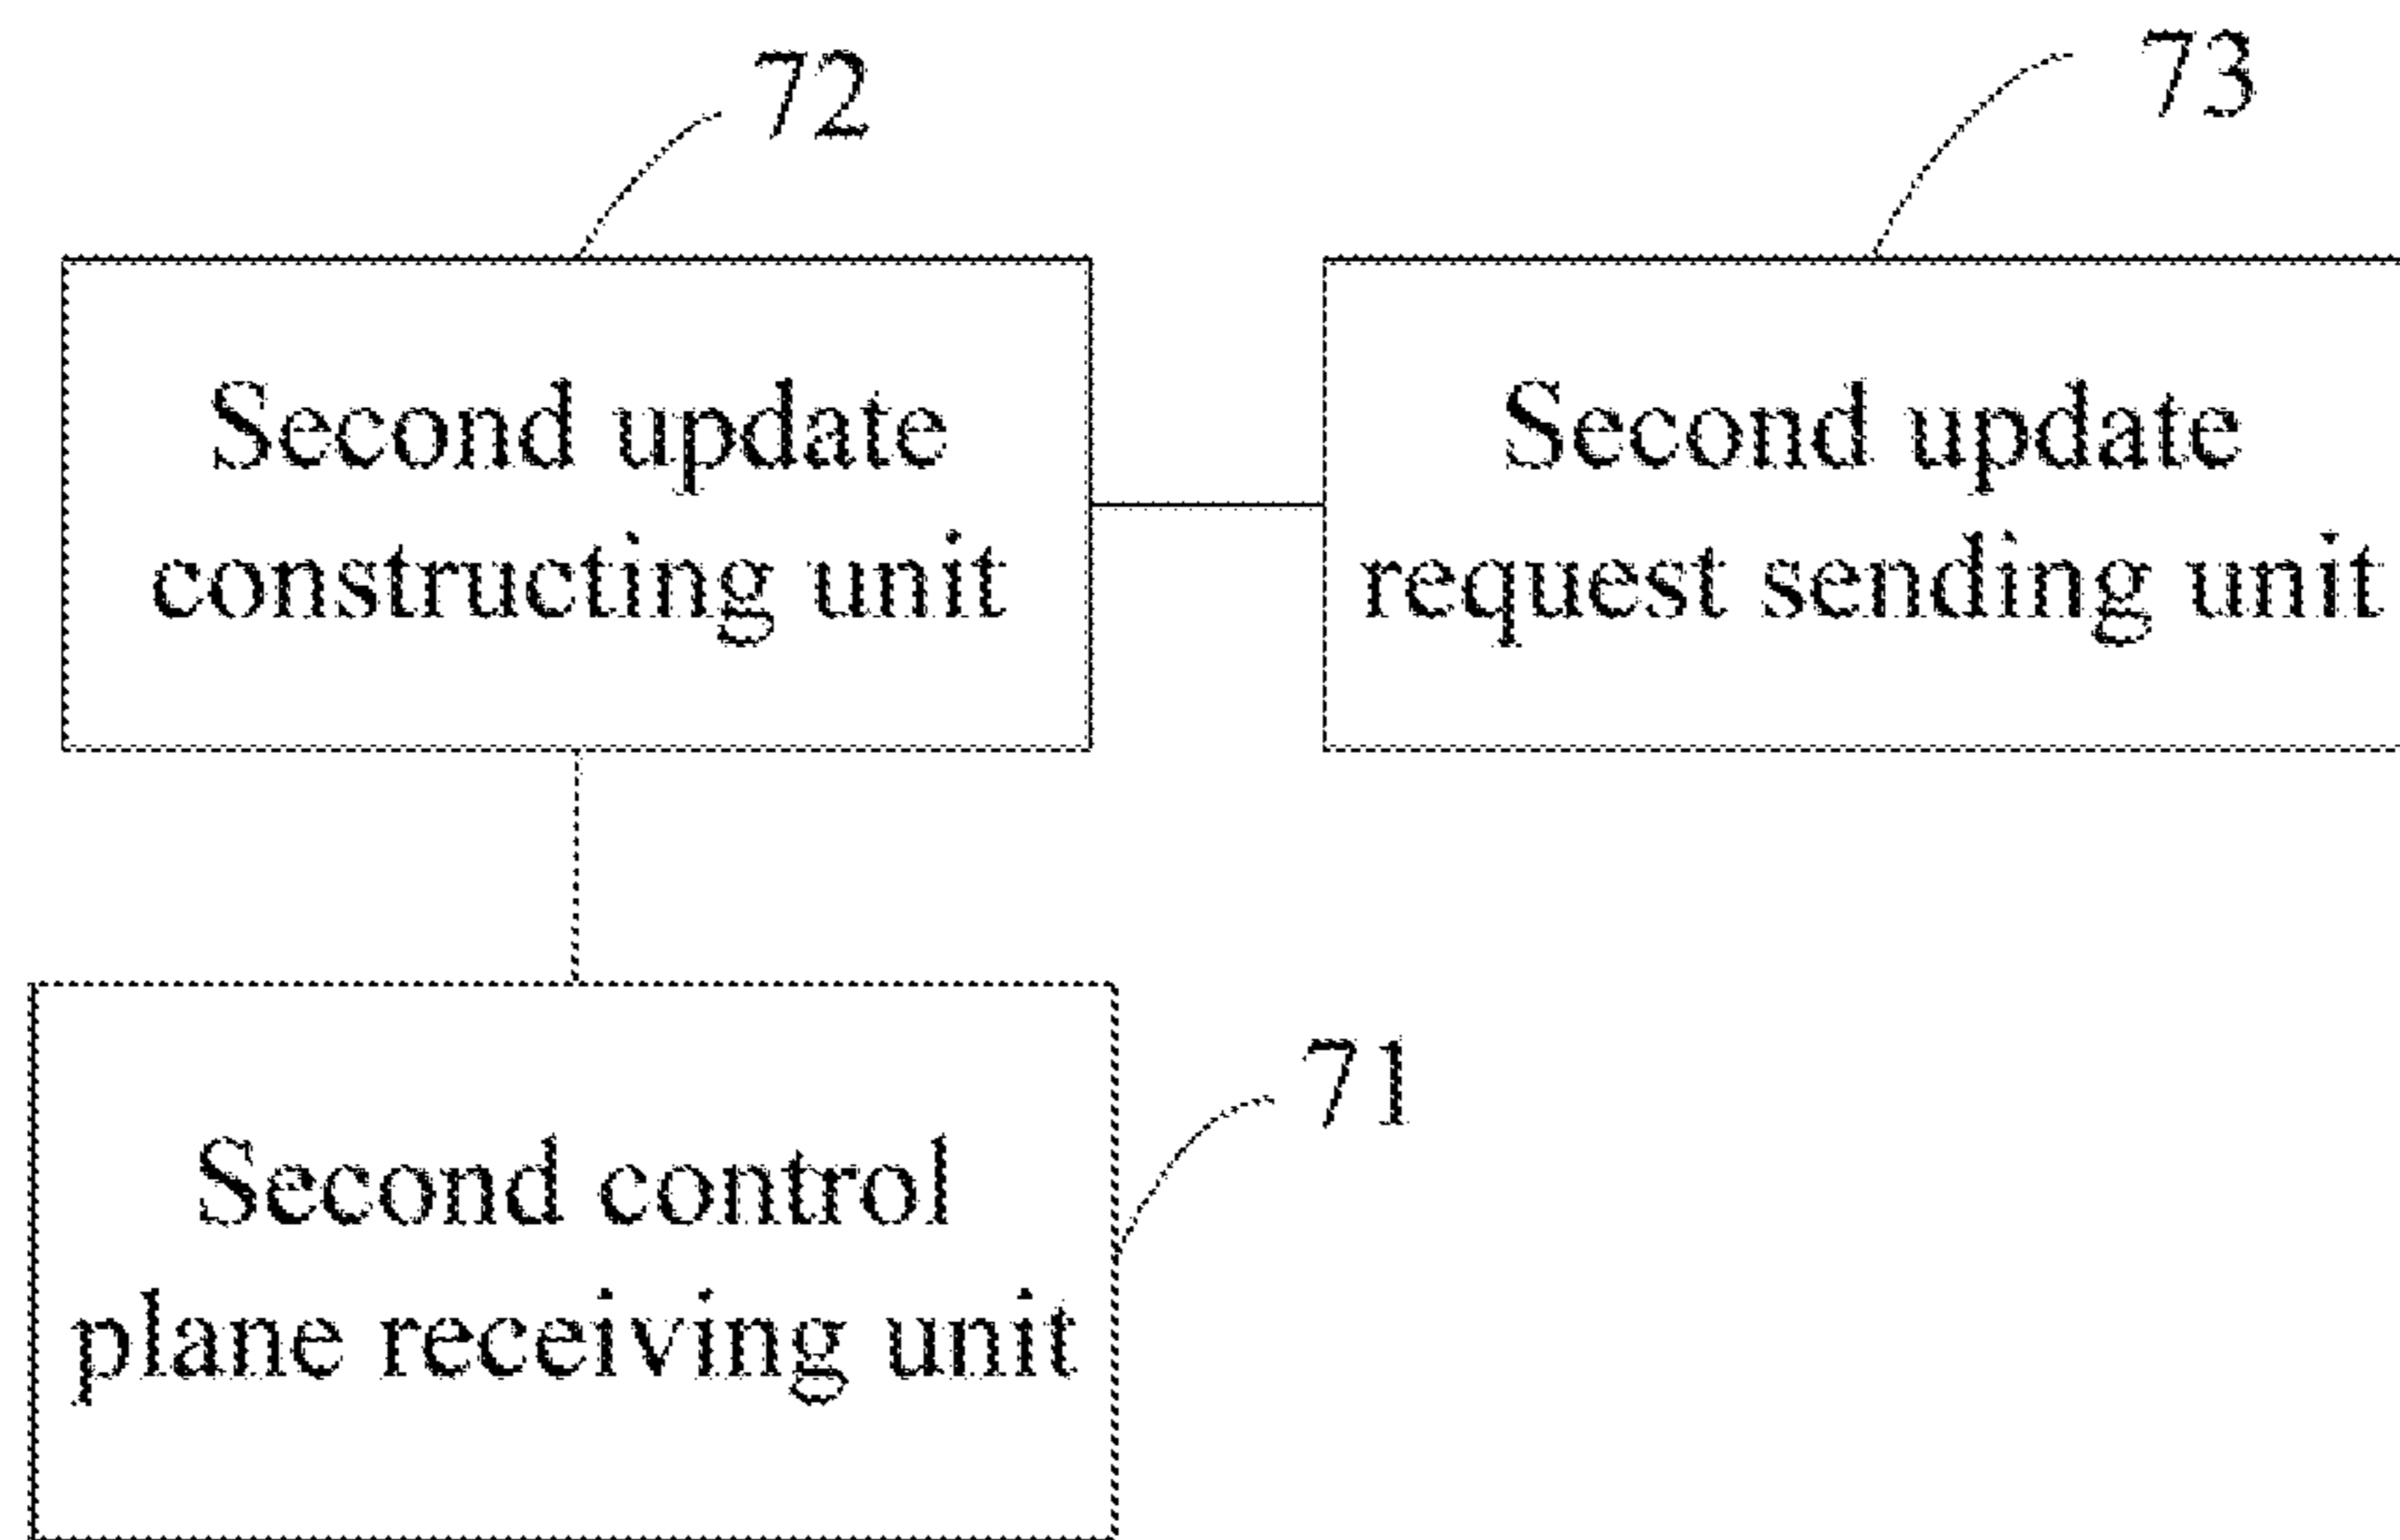 72
73
Second update
constructing unit
Second update
request sending unit
71
Second control
plane receiving unit